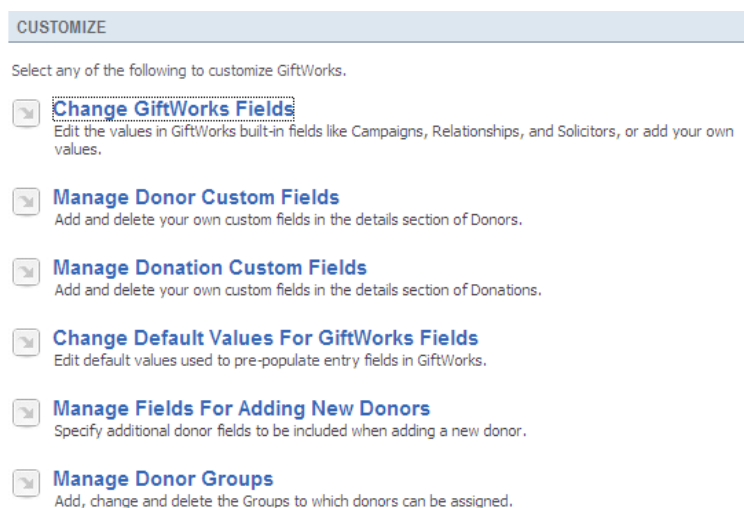 CUSTOMIZE
Select any of the following to customize GiftWorks.
Change GiftWorks Fields
Edit the values in GiftWorks built-in fields like Campaigns, Relationships, and Solicitors, or add your own
values.
Manage Donor Custom Fields
Add and delete your own custom fields in the details section of Donors.
Manage Donation Custom Fields
Add and delete your own custom fields in the details section of Donations.
Change Default Values For GiftWorks Fields
Edit default values used to pre-populate entry fields in GiftWorks.
Manage Fields For Adding New Donors
Specify additional donor fields to be included when adding a new donor.
Manage Donor Groups
Add, change and delete the Groups to which donors can be assigned.